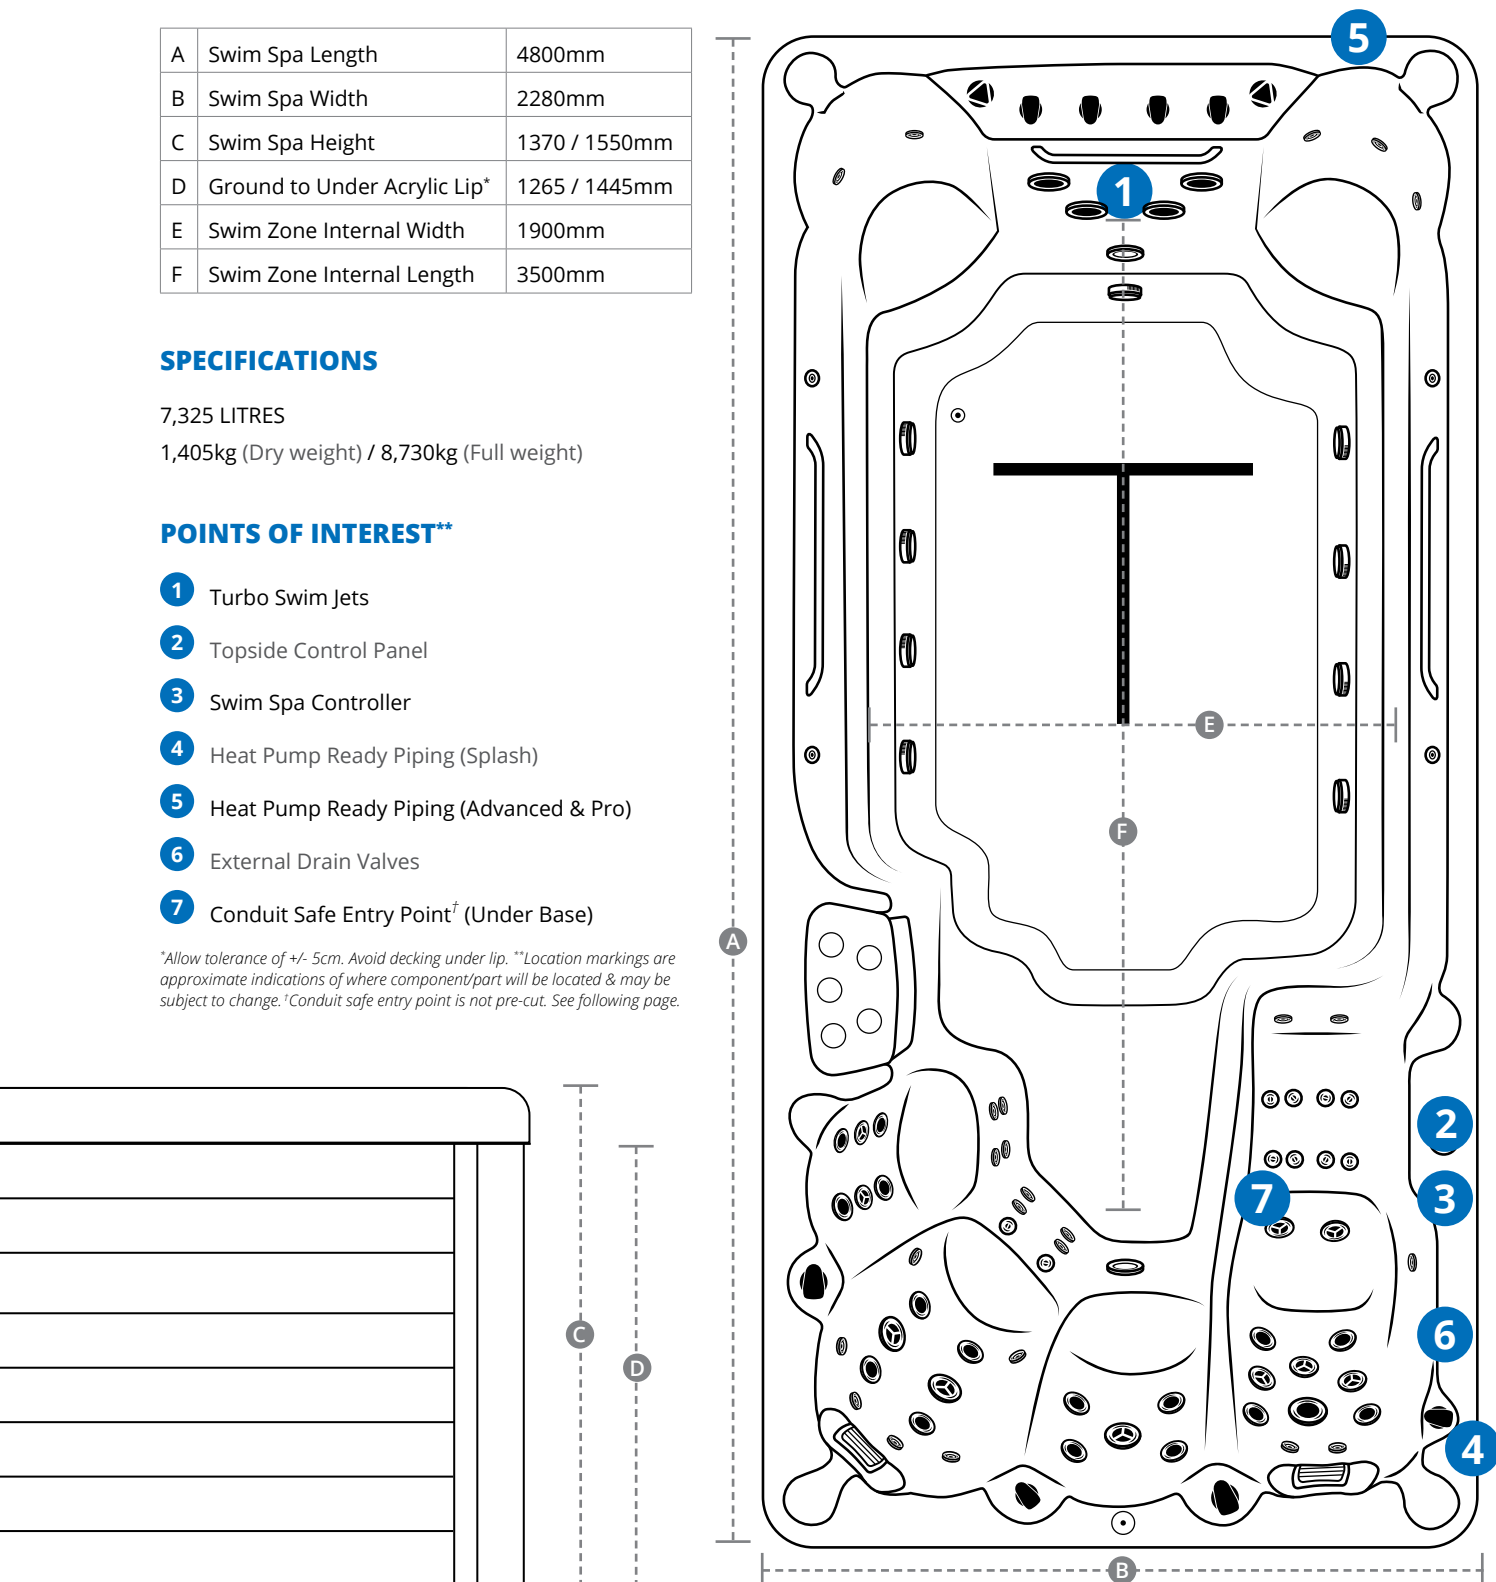 A Swim Spa Length 4800mm
B Swim Spa Width 2280mm
C Swim Spa Height 1370 / 1550mm
D Ground to Under Acrylic Lip* 1265 / 1445mm
E Swim Zone Internal Width 1900mm
F Swim Zone Internal Length 3500mm
SPECIFICATIONS
7,325 LITRES
1,405kg (Dry weight) / 8,730kg (Full weight)
POINTS OF INTEREST**
1 Turbo Swim Jets
2 Topside Control Panel
3 Swim Spa Controller
4 Heat Pump Ready Piping (Splash)
5 Heat Pump Ready Piping (Advanced & Pro)
6 External Drain Valves
7 Conduit Safe Entry Point† (Under Base)
*Allow tolerance of +/- 5cm. Avoid decking under lip. **Location markings are
approximate indications of where component/part will be located & may be
subject to change. †Conduit safe entry point is not pre-cut. See following page.
5
1
E
F
A
2
7
3
C
6
D
4
B